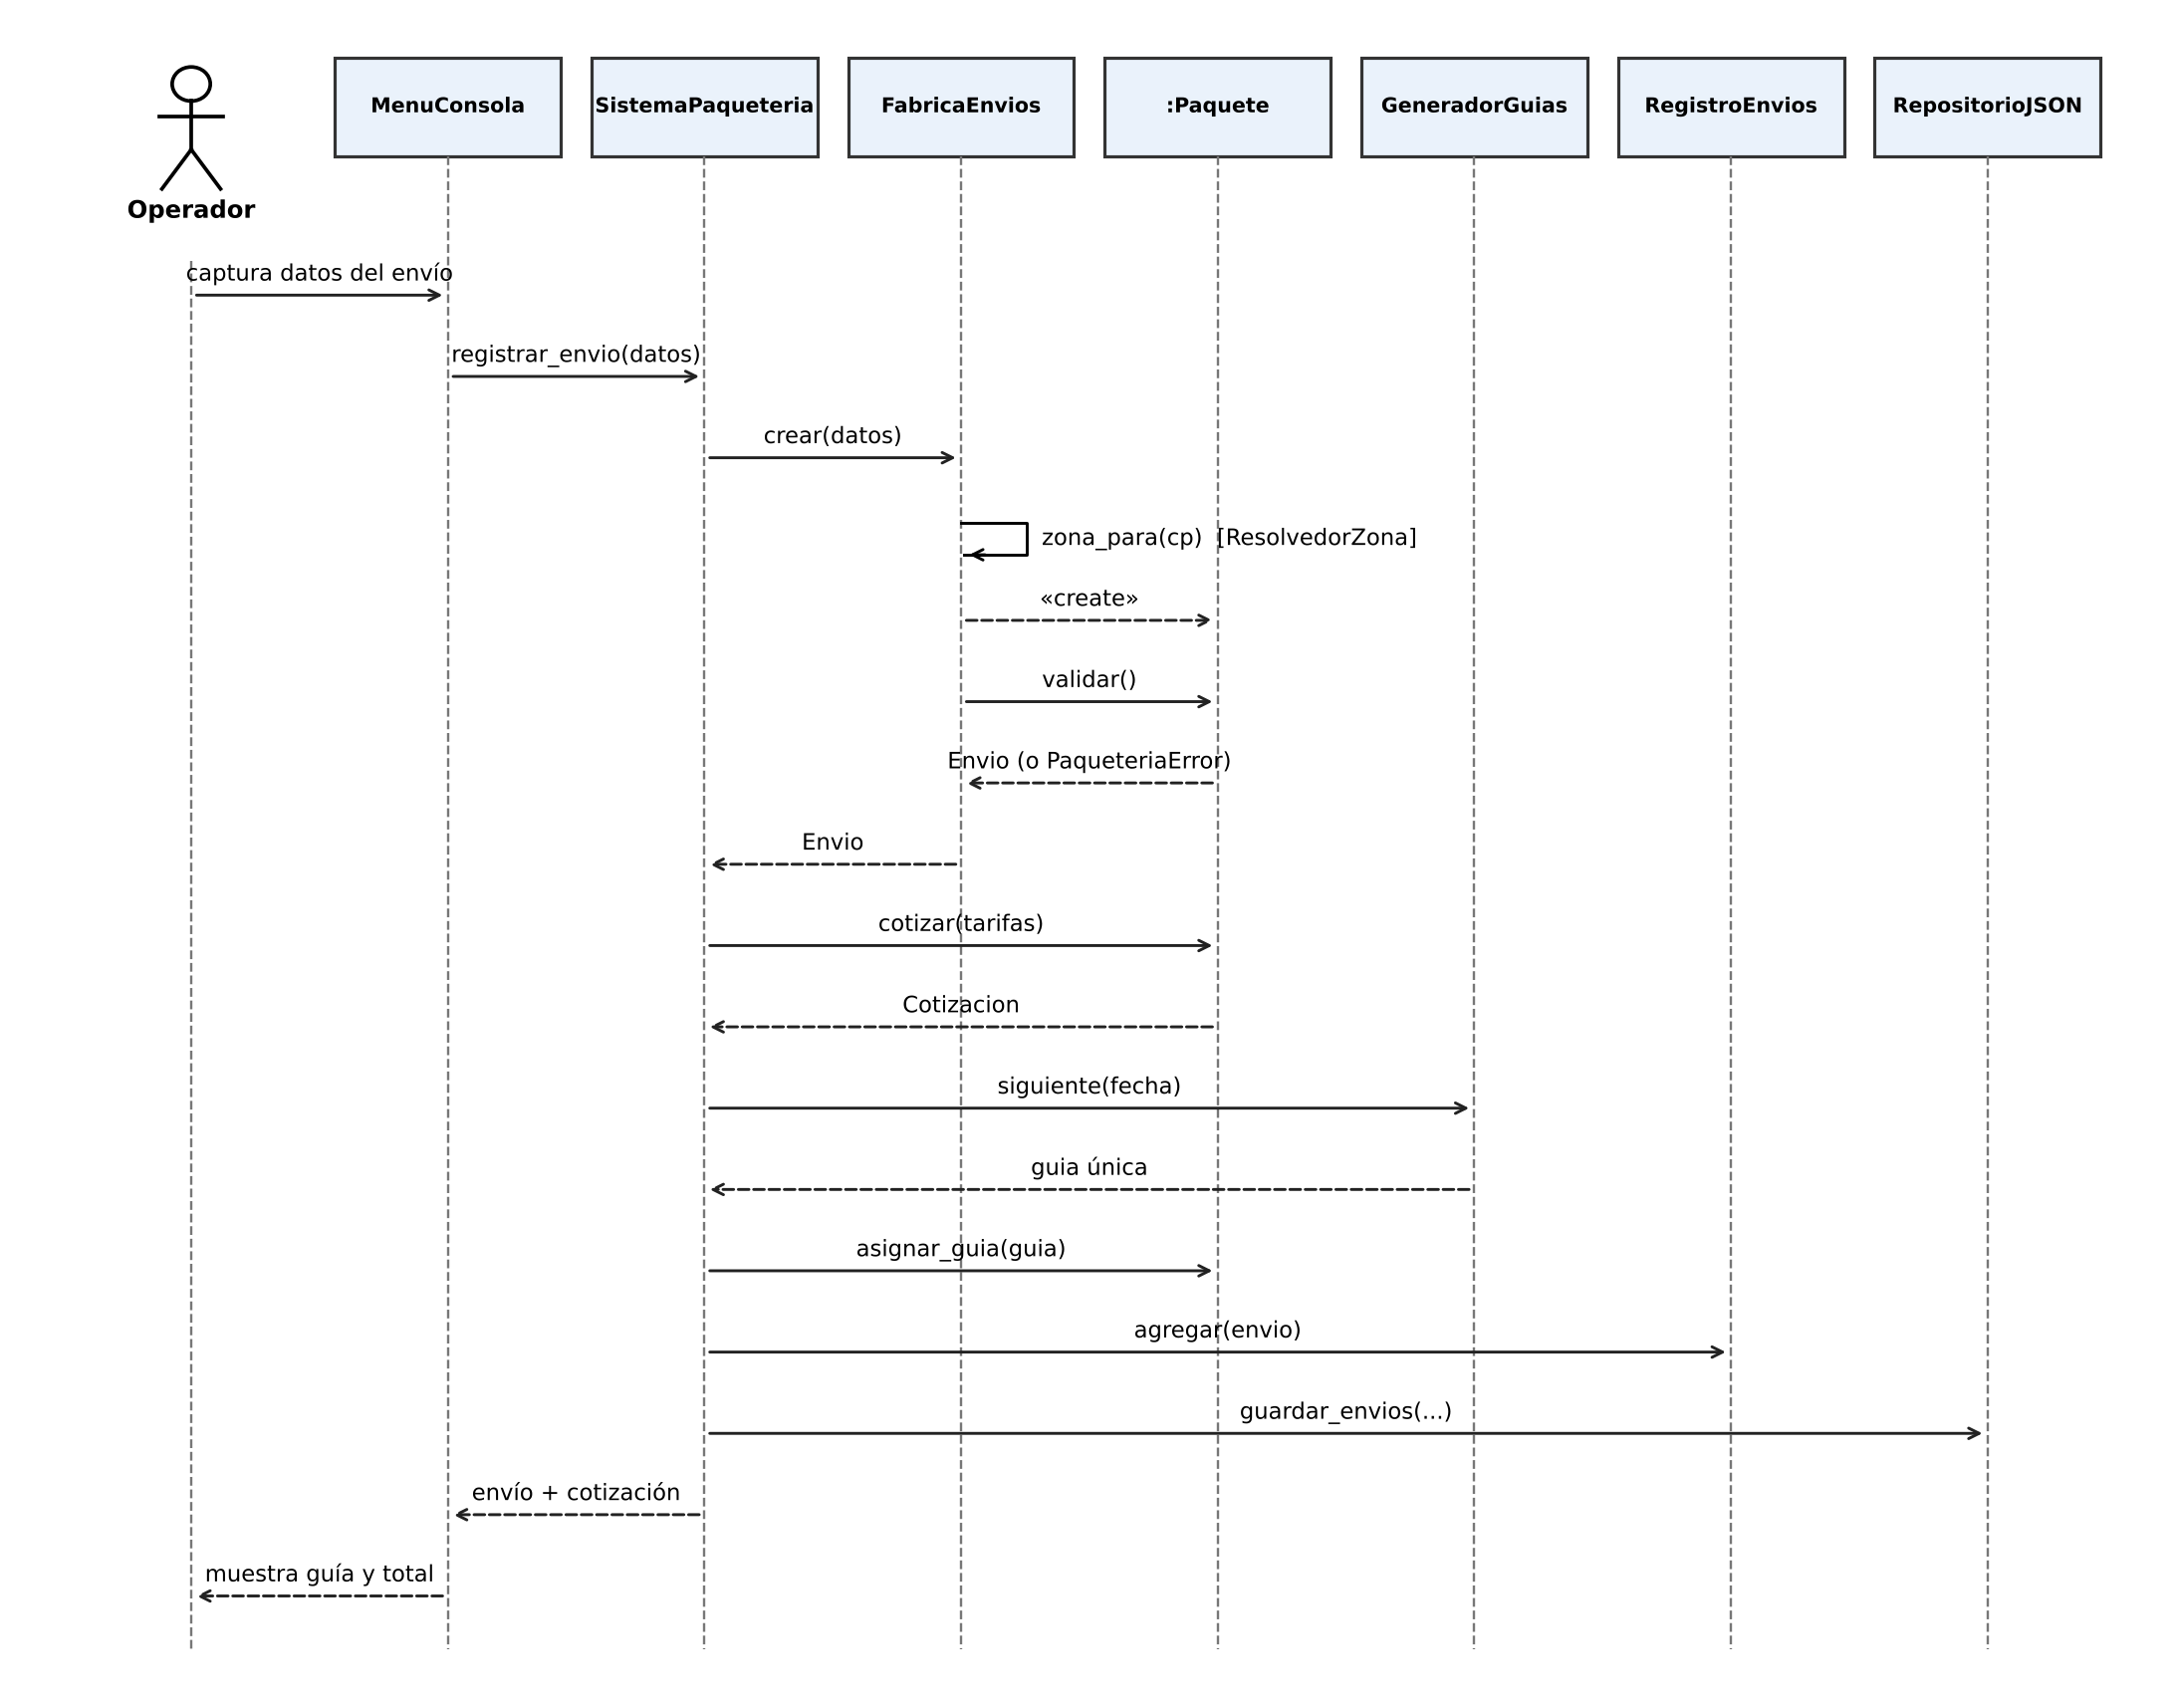 MenuConsola
SistemaPaqueteria
FabricaEnvios
:Paquete
GeneradorGuias
RegistroEnvios
RepositorioJSON
Operador
captura datos del envío
registrar_envio(datos)
crear(datos)
zona_para(cp)  [ResolvedorZona]
«create»
validar()
Envio (o PaqueteriaError)
Envio
cotizar(tarifas)
Cotizacion
siguiente(fecha)
guia única
asignar_guia(guia)
agregar(envio)
guardar_envios(...)
envío + cotización
muestra guía y total